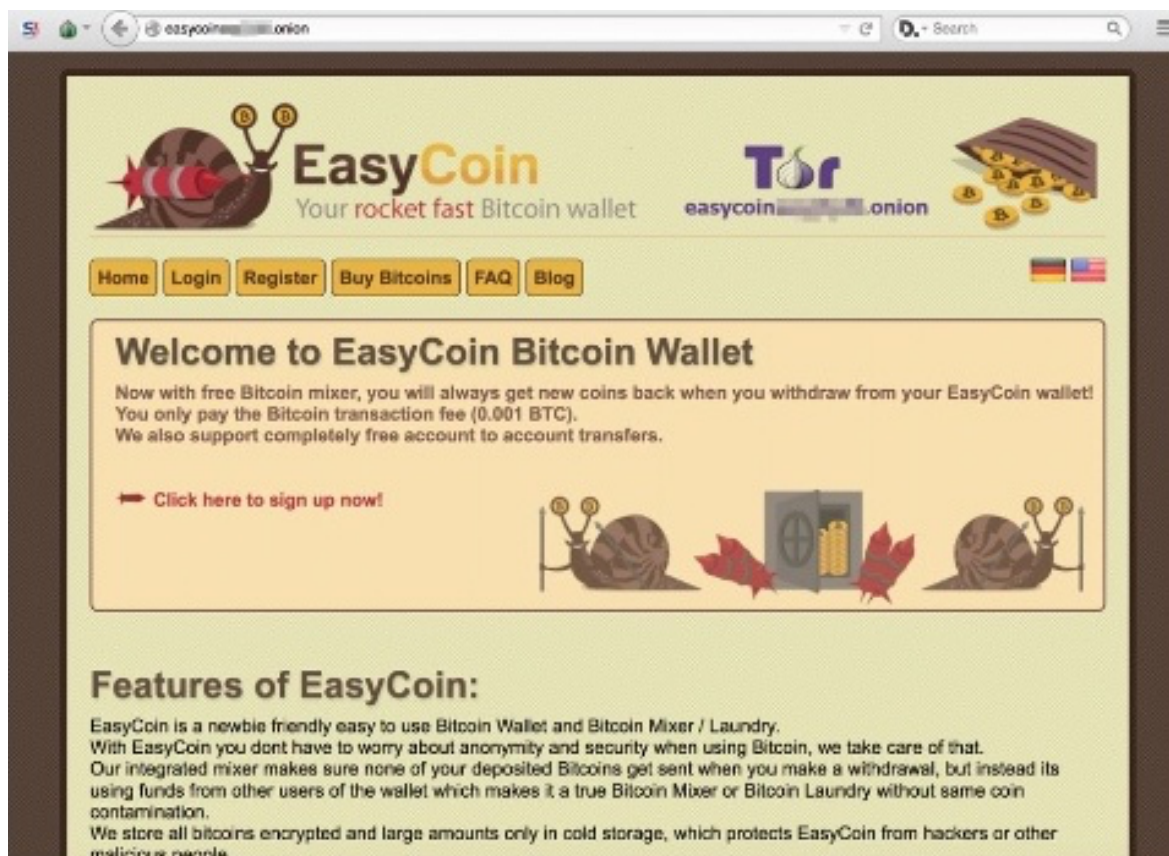 easycoin .onion
Search
EasyCoin
Your rocket fast Bitcoin wallet
Tor
easycoin .onion
Home Login Register Buy Bitcoins FAQ Blog
Welcome to EasyCoin Bitcoin Wallet
Now with free Bitcoin mixer, you will always get new coins back when you withdraw from your EasyCoin wallet!
You only pay the Bitcoin transaction fee (0.001 BTC).
We also support completely free account to account transfers.
Click here to sign up now!
Features of EasyCoin:
EasyCoin is a newbie friendly easy to use Bitcoin Wallet and Bitcoin Mixer / Laundry.
With EasyCoin you dont have to worry about anonymity and security when using Bitcoin, we take care of that.
Our integrated mixer makes sure none of your deposited Bitcoins get sent when you make a withdrawal, but instead its
using funds from other users of the wallet which makes it a true Bitcoin Mixer or Bitcoin Laundry without same coin
contamination.
We store all bitcoins encrypted and large amounts only in cold storage, which protects EasyCoin from hackers or other
malicious people